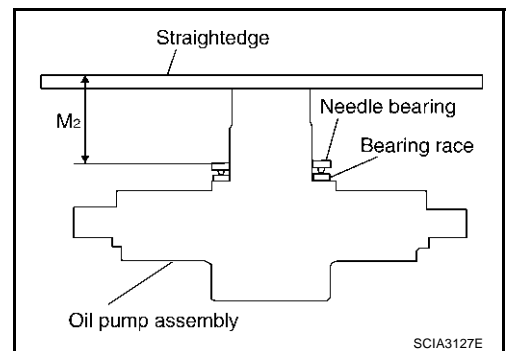 Straightedge
M2
Needle bearing
Bearing race
Oil pump assembly
SCIA3127E